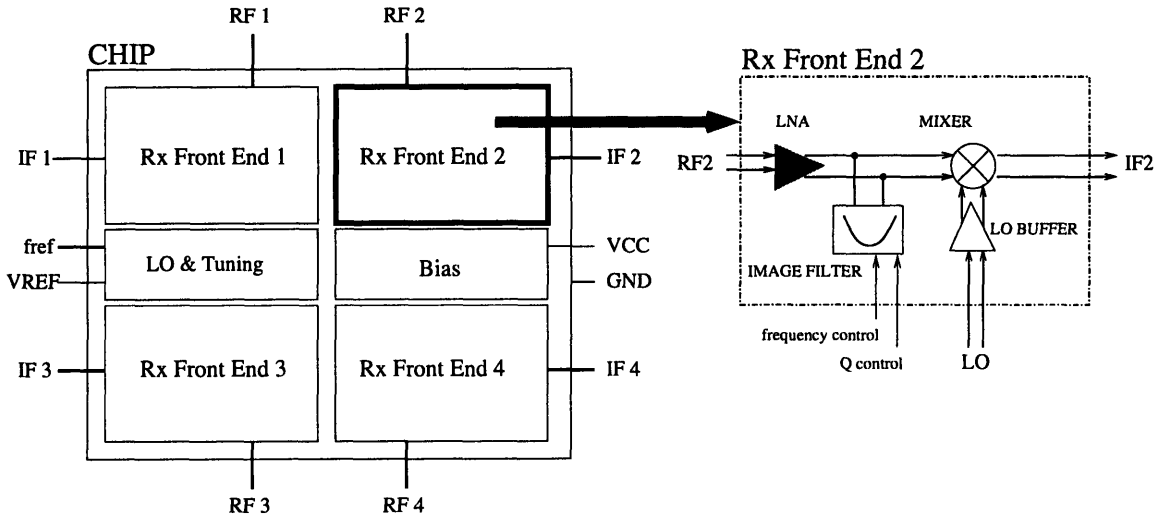 RF 1
RF 2
CHIP
Rx Front End 1
Rx Front End 2
IF 1
IF 2
fref
VREF
LO & Tuning
Bias
VCC
GND
IF 3
Rx Front End 3
Rx Front End 4
IF 4
RF 3
RF 4
Rx Front End 2
LNA
MIXER
RF2
IF2
LO BUFFER
IMAGE FILTER
frequency control
Q control
LO